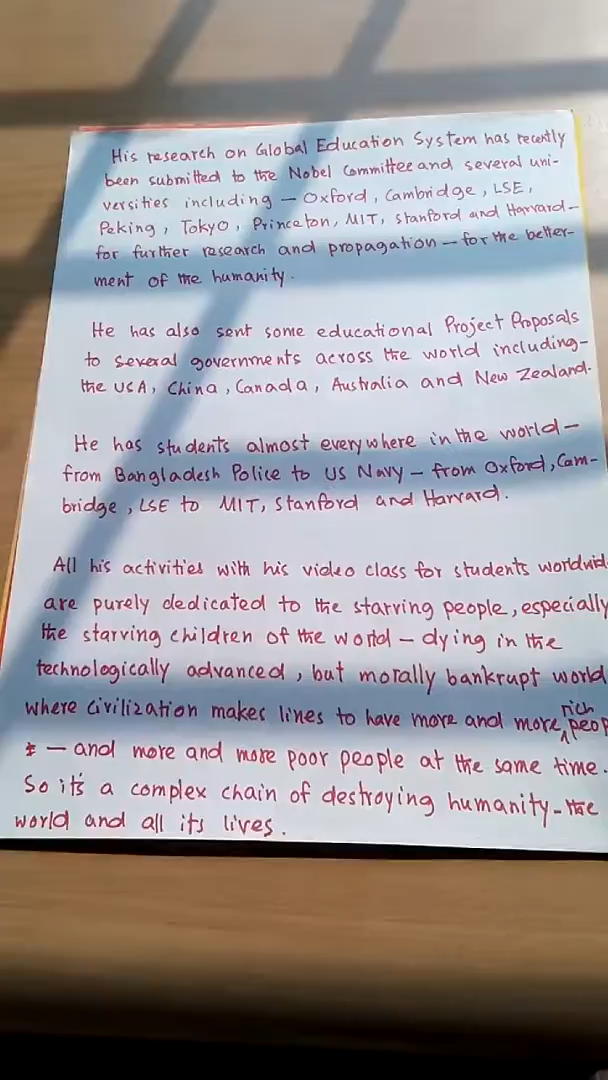 His research on Global Education System has recently
been submitted to the Nobel Committee and several uni-
versities including — Oxford, Cambridge, LSE,
Peking, Tokyo, Princeton, MIT, Stanford and Harvard—
for further research and propagation — for the better-
ment of the humanity.
He has also sent some educational Project Proposals
to several governments across the world including-
the USA, China, Canada, Australia and New Zealand.
He has students almost everywhere in the world—
from Bangladesh Police to US Navy — from Oxford, Cam-
bridge, LSE to MIT, Stanford and Harvard.
All his activities with his video class for students worldwid
are purely dedicated to the starving people, especially
the starving children of the world — dying in the
technologically advanced, but morally bankrupt world
where civilization makes lines to have more and more rich peop
— and more and more poor people at the same time.
So it's a complex chain of destroying humanity-the
world and all its lives.